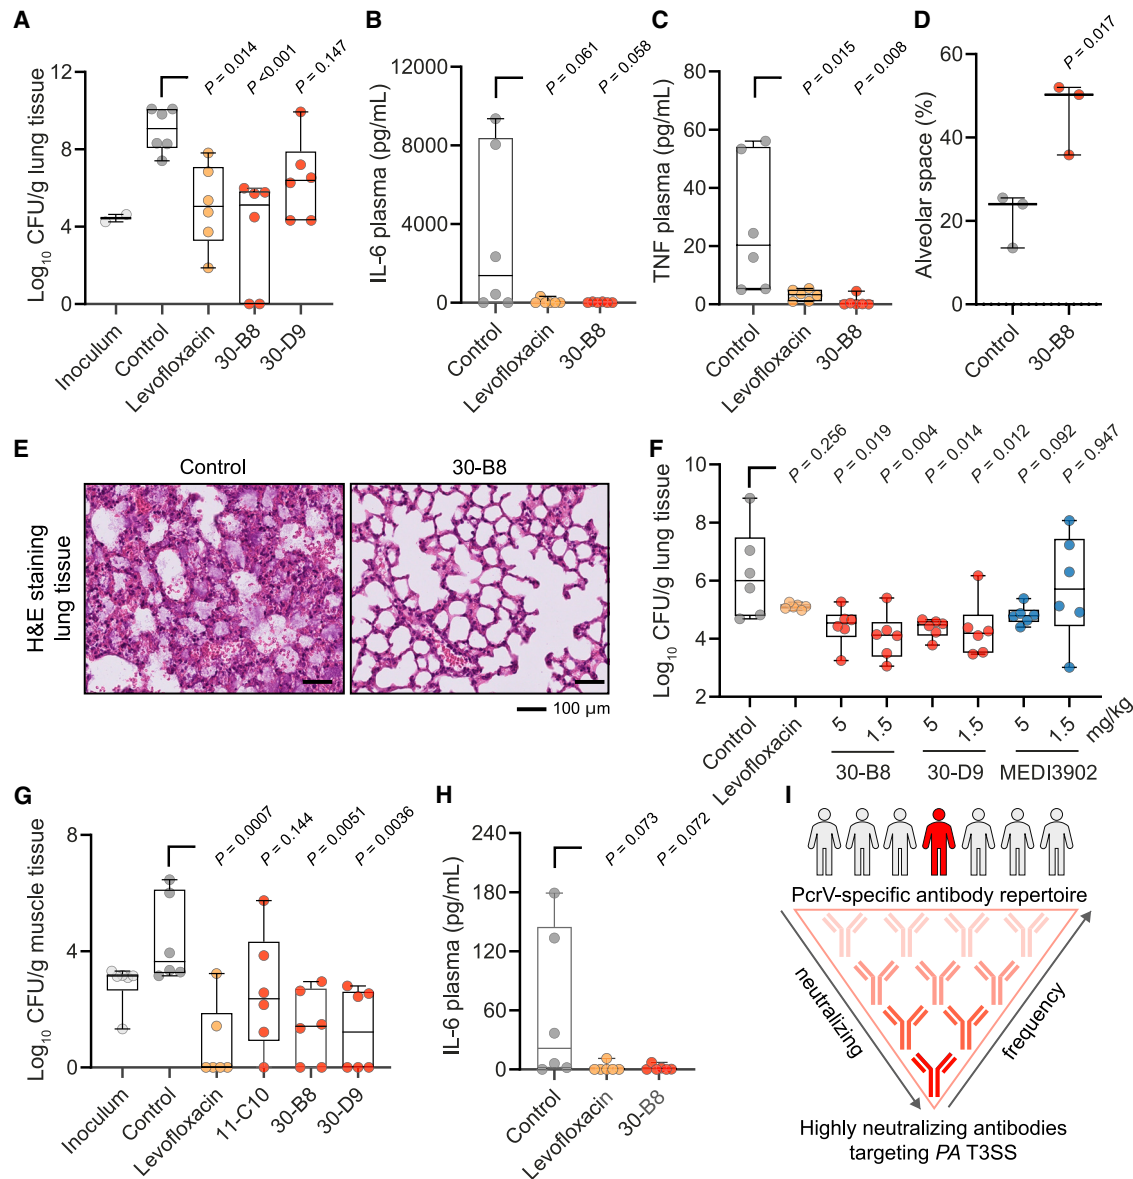 A
Log10 CFU/g lung tissue
12
8
4
0
P = 0.014
P <0.001
P = 0.147
Inoculum
Control
Levofloxacin
30-B8
30-D9
B
IL-6 plasma (pg/mL)
12000
8000
4000
0
P = 0.061
P = 0.058
Control
Levofloxacin
30-B8
C
TNF plasma (pg/mL)
80
60
40
20
0
P = 0.015
P = 0.008
Control
Levofloxacin
30-B8
D
Alveolar space (%)
60
40
20
0
P = 0.017
Control
30-B8
E
Control
30-B8
H&E staining
lung tissue
100 µm
F
Log10 CFU/g lung tissue
10
8
6
4
2
P = 0.256
P = 0.019
P = 0.004
P = 0.014
P = 0.012
P = 0.092
P = 0.947
Control
Levofloxacin
5
1.5
5
1.5
5
1.5
mg/kg
30-B8
30-D9
MEDI3902
G
Log10 CFU/g muscle tissue
8
4
0
P = 0.0007
P = 0.144
P = 0.0051
P = 0.0036
Inoculum
Control
Levofloxacin
11-C10
30-B8
30-D9
H
IL-6 plasma (pg/mL)
240
180
120
60
0
P = 0.073
P = 0.072
Control
Levofloxacin
30-B8
I
PcrV-specific antibody repertoire
neutralizing
frequency
Highly neutralizing antibodies
targeting PA T3SS